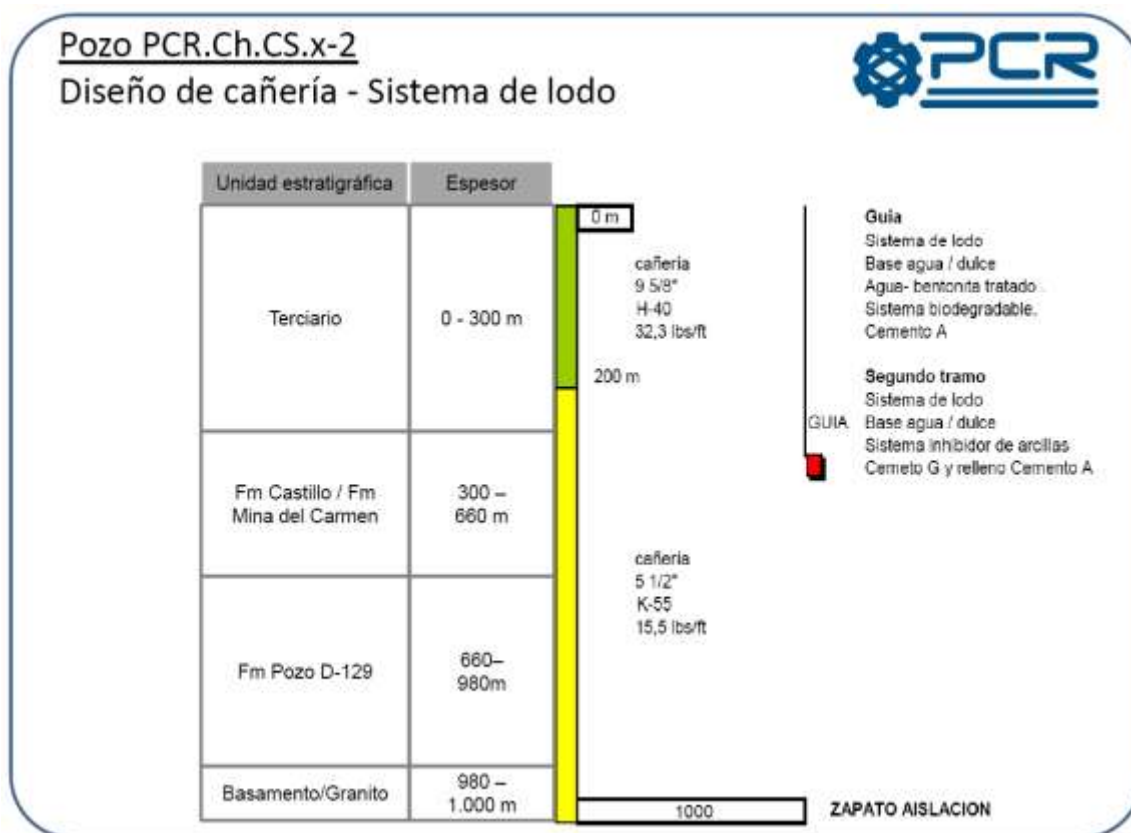 Pozo PCR.Ch.CS.x-2
Diseño de cañería - Sistema de lodo
PCR
Unidad estratigráfica
Espesor
Terciario
0 - 300 m
Fm Castillo / Fm
Mina del Carmen
300 –
660 m
Fm Pozo D-129
660–
980m
Basamento/Granito
980 –
1.000 m
0 m
cañería
9 5/8"
H-40
32,3 lbs/ft
200 m
cañería
5 1/2"
K-55
15,5 lbs/ft
1000
ZAPATO AISLACION
GUIA
Guia
Sistema de lodo
Base agua / dulce
Agua- bentonita tratado.
Sistema biodegradable.
Cemento A
Segundo tramo
Sistema de lodo
Base agua / dulce
Sistema inhibidor de arcillas
Cemeto G y relleno Cemento A